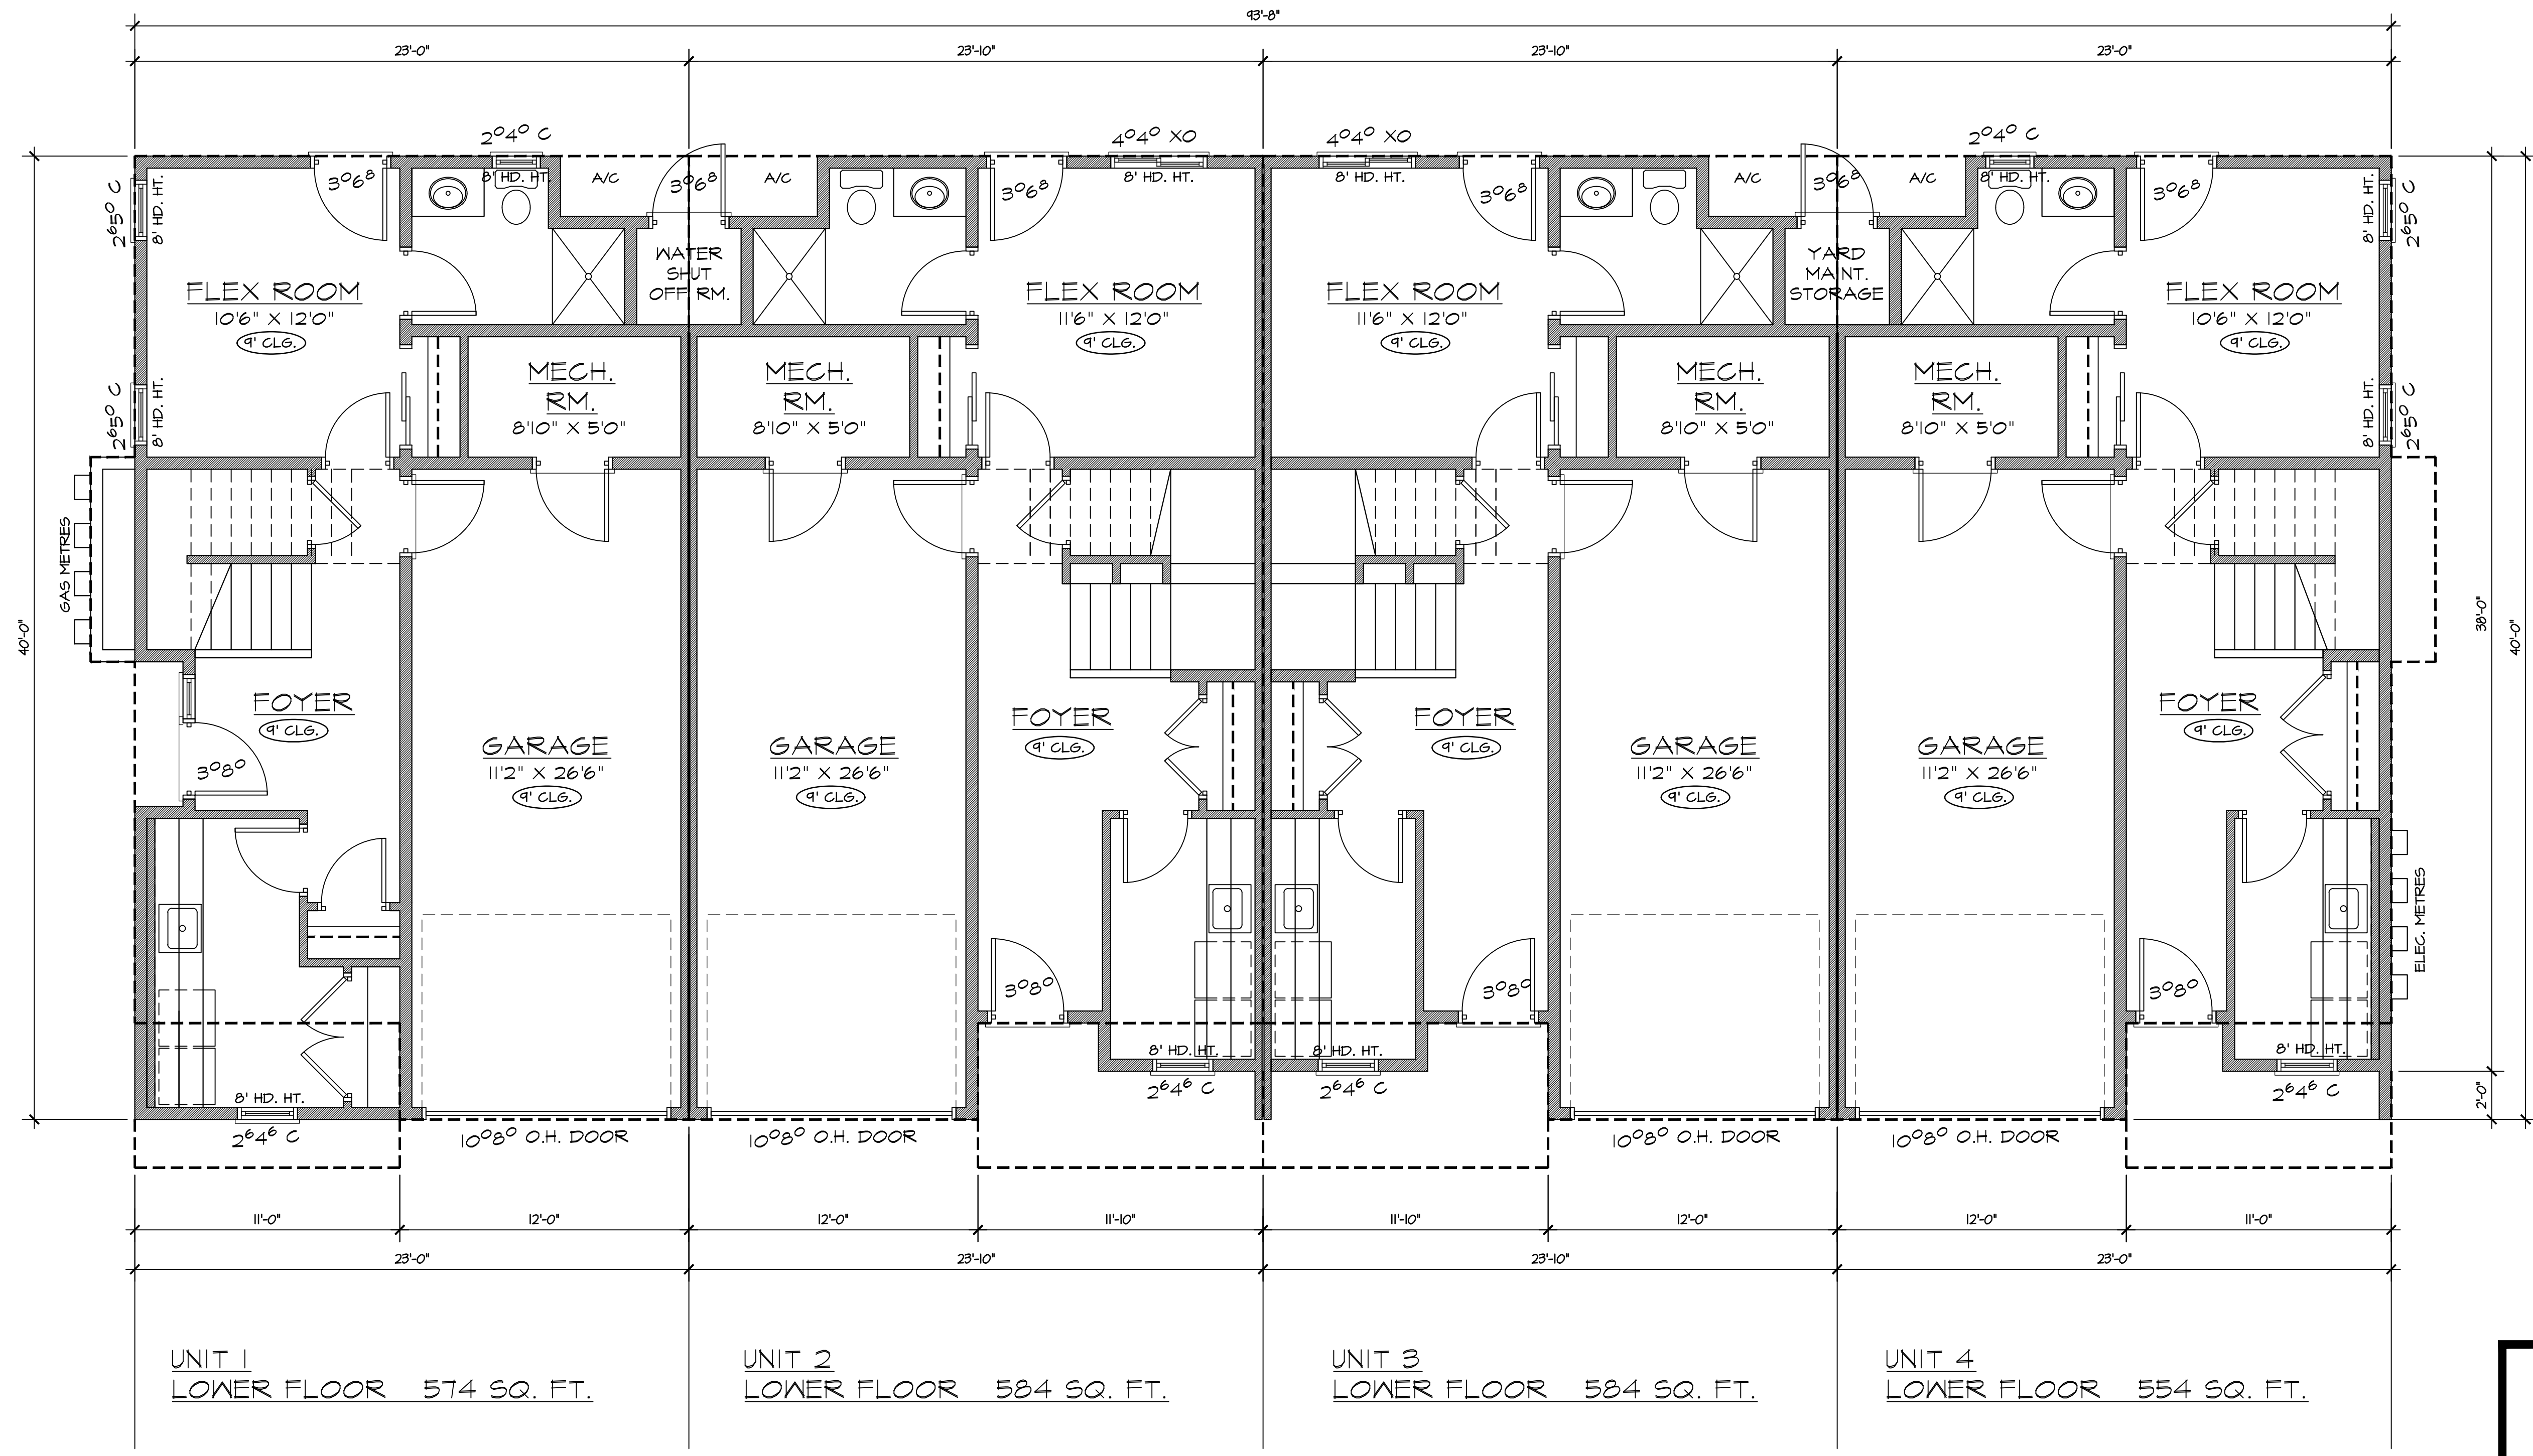 93'-8"
23'-0" 23'-10" 23'-10" 23'-0"
2⁰4⁰ C 4⁰4⁰ XO 4⁰4⁰ XO 2⁰4⁰ C
8' HD. HT. 8' HD. HT. 8' HD. HT. 8' HD. HT.
A/C A/C A/C A/C
3⁰6⁸ 3⁰6⁸ 3⁰6⁸ 3⁰6⁸ 3⁰6⁸ 3⁰6⁸
2⁶5⁰ C
8' HD. HT.
8' HD. HT.
2⁶5⁰ C
WATER
SHUT
OFF RM.
YARD
MAINT.
STORAGE
FLEX ROOM
10'6" X 12'0"
9' CLG.
FLEX ROOM
11'6" X 12'0"
9' CLG.
FLEX ROOM
11'6" X 12'0"
9' CLG.
FLEX ROOM
10'6" X 12'0"
9' CLG.
2⁶5⁰ C
8' HD. HT.
8' HD. HT.
2⁶5⁰ C
MECH.
RM.
8'10" X 5'0"
MECH.
RM.
8'10" X 5'0"
MECH.
RM.
8'10" X 5'0"
MECH.
RM.
8'10" X 5'0"
GAS METRES
40'-0"
38'-0"
40'-0"
FOYER
9' CLG.
3⁰8⁰
GARAGE
11'2" X 26'6"
9' CLG.
GARAGE
11'2" X 26'6"
9' CLG.
FOYER
9' CLG.
FOYER
9' CLG.
GARAGE
11'2" X 26'6"
9' CLG.
GARAGE
11'2" X 26'6"
9' CLG.
FOYER
9' CLG.
ELEC. METRES
3⁰8⁰ 3⁰8⁰ 3⁰8⁰
8' HD. HT. 8' HD. HT. 8' HD. HT. 8' HD. HT.
2⁶4⁶ C 2⁶4⁶ C 2⁶4⁶ C 2⁶4⁶ C
2'-0"
10⁰8⁰ O.H. DOOR 10⁰8⁰ O.H. DOOR 10⁰8⁰ O.H. DOOR 10⁰8⁰ O.H. DOOR
11'-0" 12'-0" 12'-0" 11'-10" 11'-10" 12'-0" 12'-0" 11'-0"
23'-0" 23'-10" 23'-10" 23'-0"
UNIT 1
LOWER FLOOR 574 SQ. FT.
UNIT 2
LOWER FLOOR 584 SQ. FT.
UNIT 3
LOWER FLOOR 584 SQ. FT.
UNIT 4
LOWER FLOOR 554 SQ. FT.